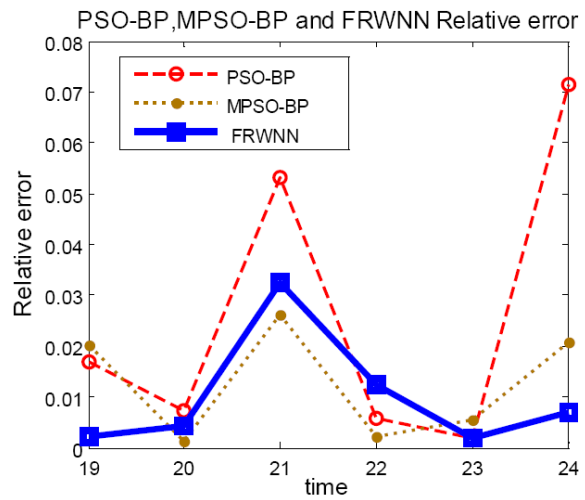 PSO-BP,MPSO-BP and FRWNN Relative error
0.08
0.07
0.06
0.05
0.04
0.03
0.02
0.01
0
Relative error
PSO-BP
MPSO-BP
FRWNN
19
20
21
22
23
24
time